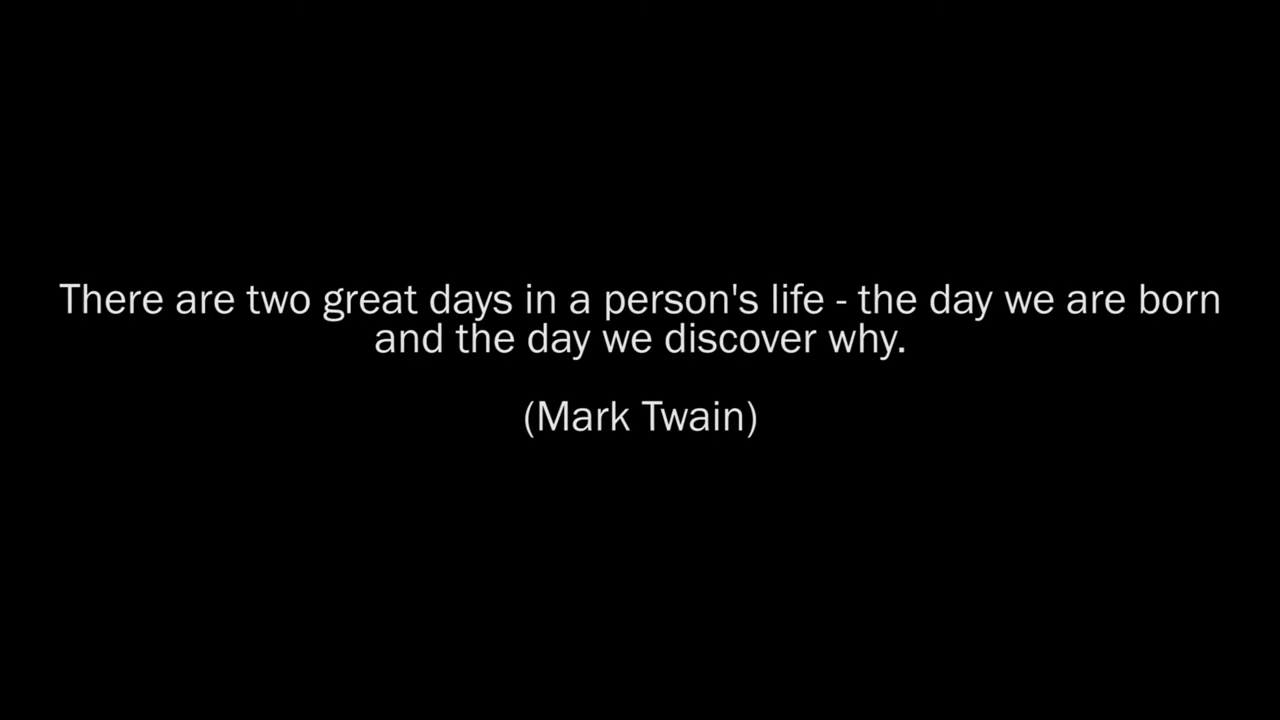 There are two great days in a person's life - the day we are born
and the day we discover why.
(Mark Twain)